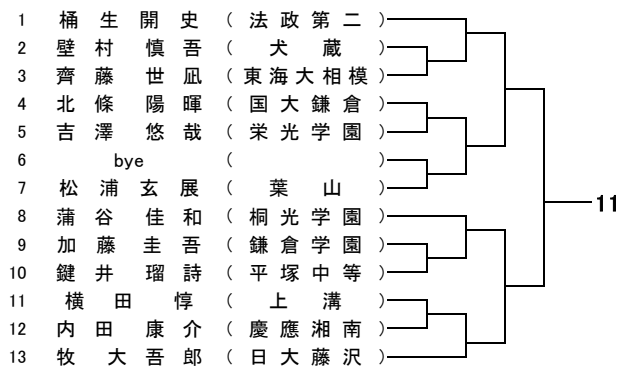 1 桶生開史 (法政第二)
2 壁村慎吾 (犬蔵)
3 齊藤世凪 (東海大相模)
4 北條陽暉 (国大鎌倉)
5 吉澤悠哉 (栄光学園)
6 bye ( )
7 松浦玄展 (葉山)
8 蒲谷佳和 (桐光学園)
9 加藤圭吾 (鎌倉学園)
10 鍵井瑠詩 (平塚中等)
11 横田惇 (上溝)
12 内田康介 (慶應湘南)
13 牧大吾郎 (日大藤沢)
11